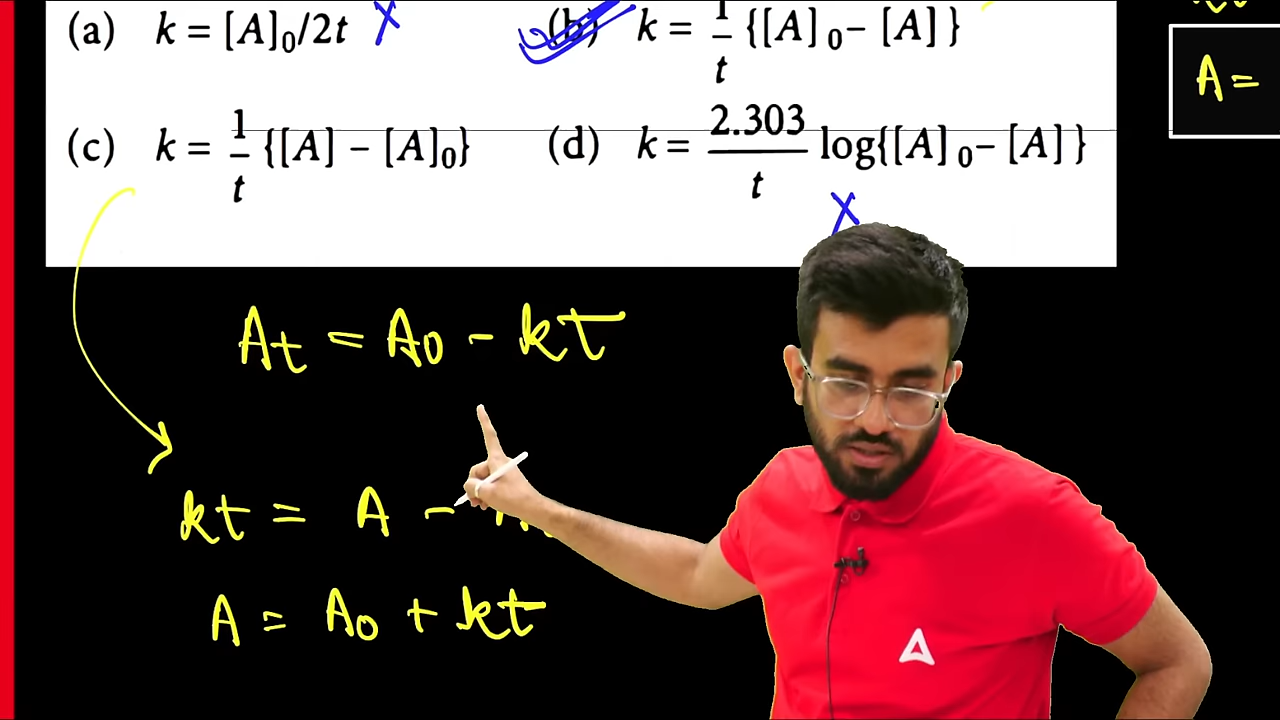 (a) k = [A]₀/2t X (b) k = 1/t {[A]₀ – [A]}
A =
(c) k = 1/t {[A] – [A]₀} (d) k = 2.303/t log{[A]₀ – [A]}
X
At = A₀ - kt
kt = A -
A = A₀ + kt